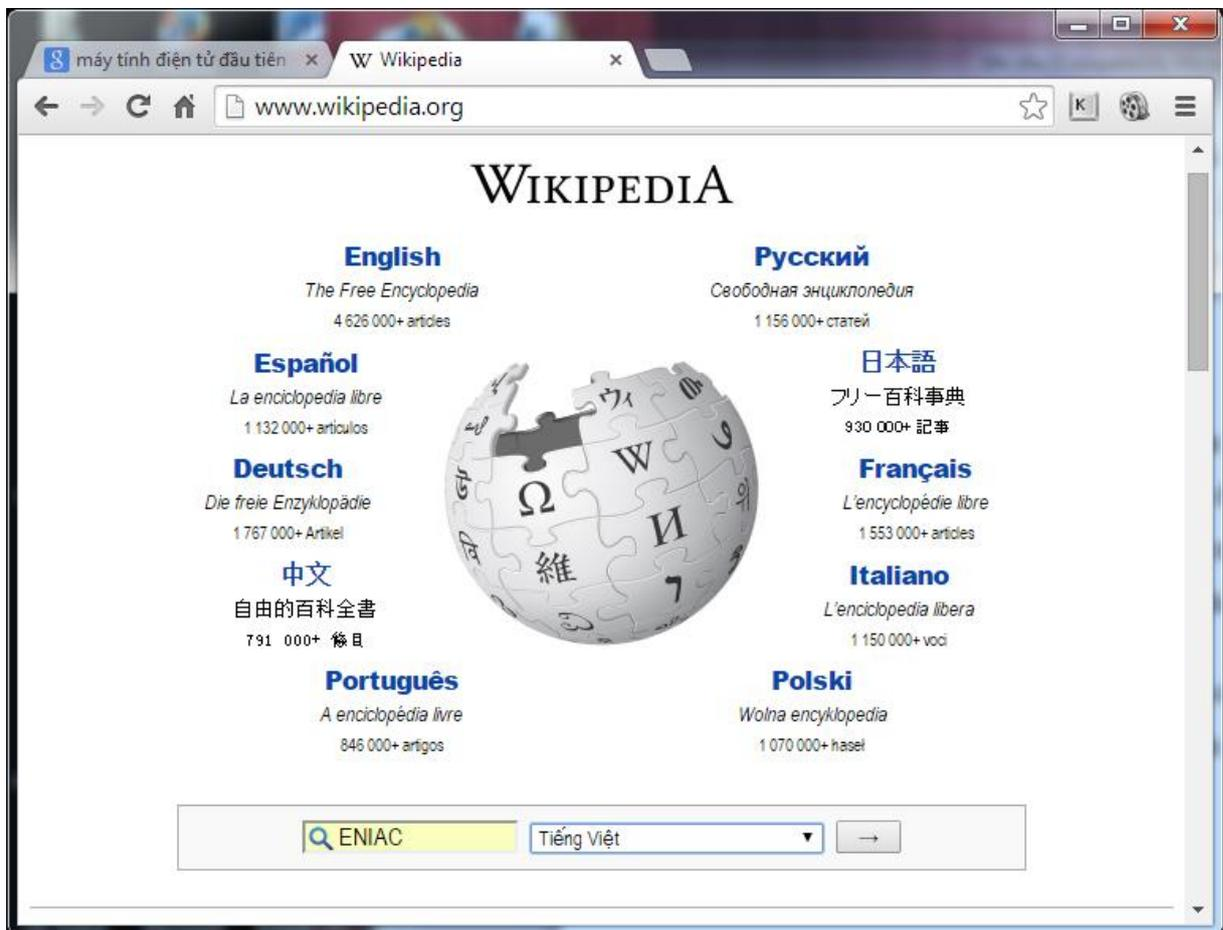 máy tính điện tử đầu tiên
Wikipedia
www.wikipedia.org
WIKIPEDIA
English
The Free Encyclopedia
4 626 000+ articles
Русский
Свободная энциклопедия
1 156 000+ статей
Español
La enciclopedia libre
1 132 000+ artículos
日本語
フリー百科事典
930 000+ 記事
Deutsch
Die freie Enzyklopädie
1 767 000+ Artikel
Français
L'encyclopédie libre
1 553 000+ articles
中文
自由的百科全書
791 000+ 條目
Italiano
L'enciclopedia libera
1 150 000+ voci
Português
A enciclopédia livre
846 000+ artigos
Polski
Wolna encyklopedia
1 070 000+ haseł
Ω
W
И
維
ウィ
7
ENIAC
Tiếng Việt
→